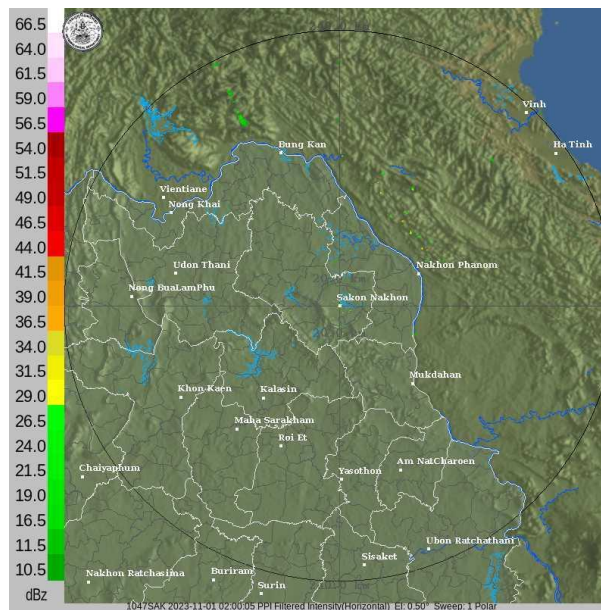 66.5
64.0
61.5
59.0
56.5
54.0
51.5
49.0
46.5
44.0
41.5
39.0
36.5
34.0
31.5
29.0
26.5
24.0
21.5
19.0
16.5
11.5
10.5
dBz
Vinh
Ha Tinh
Bung Kan
Vientiane
Nong Khai
Udon Thani
Nakhon Phanom
Nong BuaLamPhu
Sakon Nakhon
Mukdahan
Khon Kaen
Kalasin
Maha Sarakham
Roi Et
Chaiyaphum
Yasothon
Am NatCharoen
Ubon Ratchathani
Sisaket
Nakhon Ratchasima
Buriram
Surin
1047SAK 2023-11-01 02:00:05 PPI Filtered Intensity(Horizontal) El: 0.50° Sweep: 1 Polar